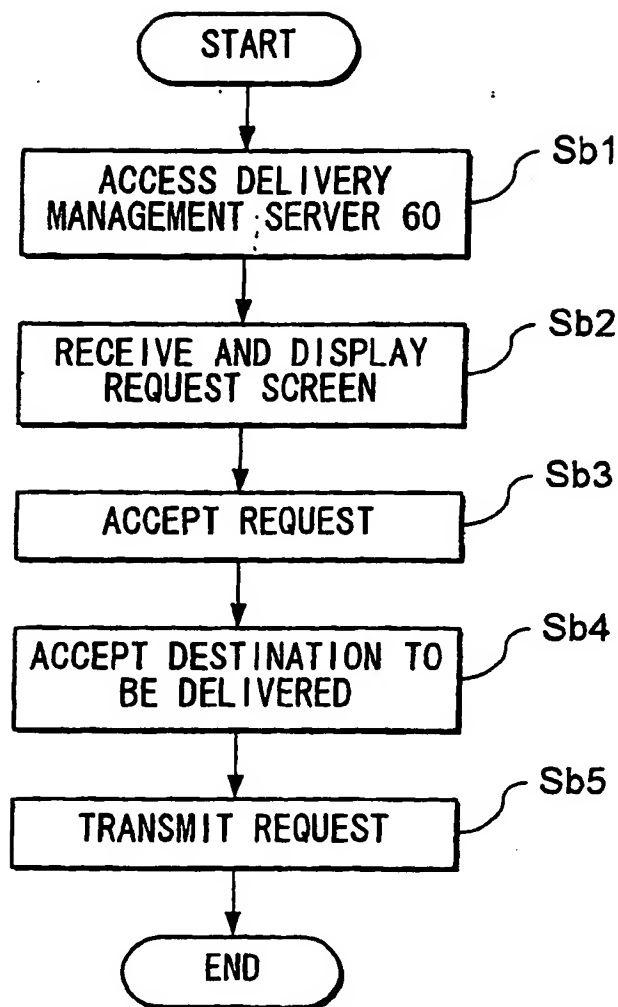 START
Sb1
ACCESS DELIVERY
MANAGEMENT SERVER 60
Sb2
RECEIVE AND DISPLAY
REQUEST SCREEN
Sb3
ACCEPT REQUEST
Sb4
ACCEPT DESTINATION TO
BE DELIVERED
Sb5
TRANSMIT REQUEST
END